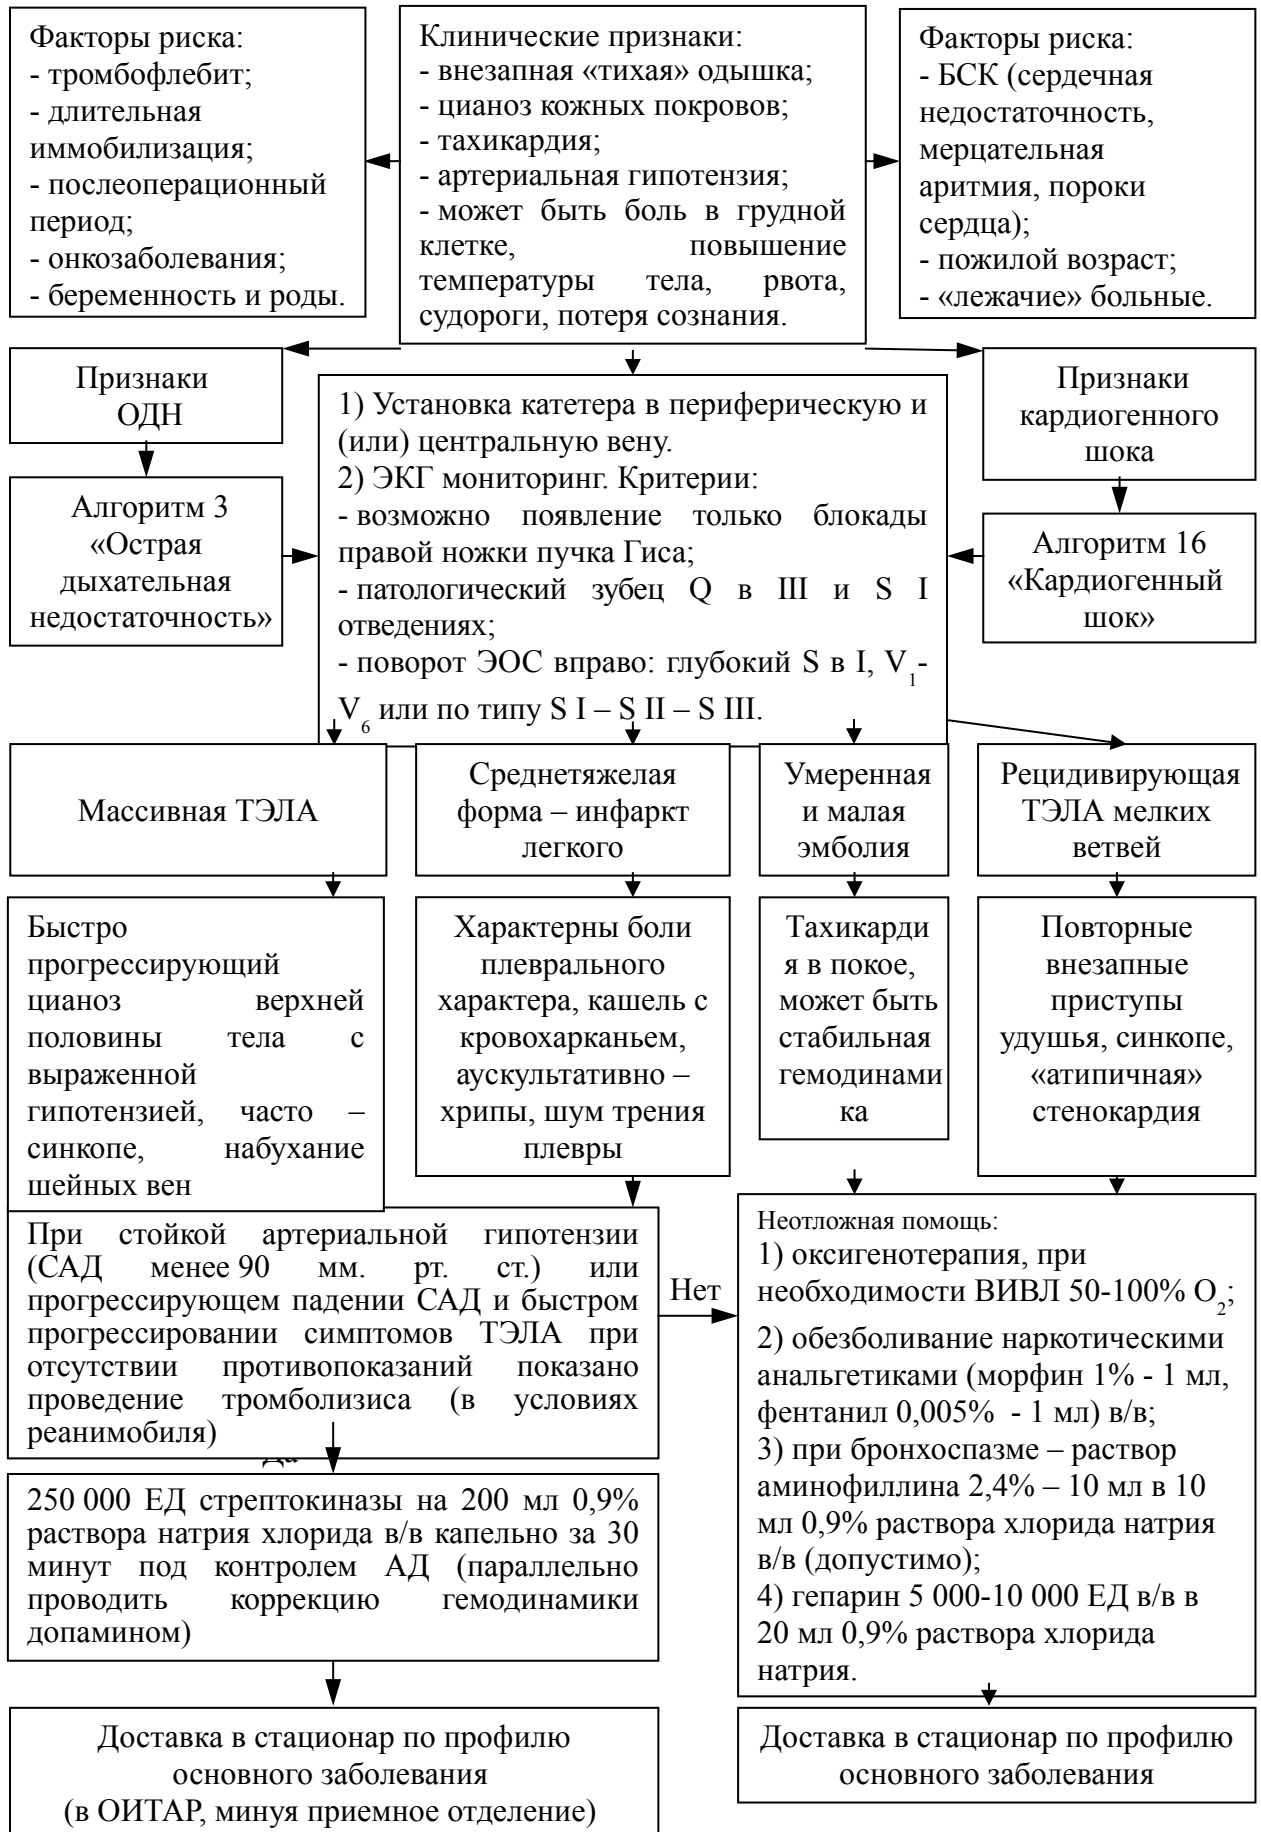 Факторы риска:
- тромбофлебит;
- длительная
иммобилизация;
- послеоперационный
период;
- онкозаболевания;
- беременность и роды.
Клинические признаки:
- внезапная «тихая» одышка;
- цианоз кожных покровов;
- тахикардия;
- артериальная гипотензия;
- может быть боль в грудной
клетке, повышение
температуры тела, рвота,
судороги, потеря сознания.
Факторы риска:
- БСК (сердечная
недостаточность,
мерцательная
аритмия, пороки
сердца);
- пожилой возраст;
- «лежачие» больные.
Признаки
ОДН
Алгоритм 3
«Острая
дыхательная
недостаточность»
1) Установка катетера в периферическую и
(или) центральную вену.
2) ЭКГ мониторинг. Критерии:
- возможно появление только блокады
правой ножки пучка Гиса;
- патологический зубец Q в III и S I
отведениях;
- поворот ЭОС вправо: глубокий S в I, V1-
V6 или по типу S I – S II – S III.
Признаки
кардиогенного
шока
Алгоритм 16
«Кардиогенный
шок»
Массивная ТЭЛА
Среднетяжелая
форма – инфаркт
легкого
Умеренная
и малая
эмболия
Рецидивирующая
ТЭЛА мелких
ветвей
Быстро
прогрессирующий
цианоз верхней
половины тела с
выраженной
гипотензией, часто –
синкопе, набухание
шейных вен
Характерны боли
плеврального
характера, кашель с
кровохарканьем,
аускультативно –
хрипы, шум трения
плевры
Тахикарди
я в покое,
может быть
стабильная
гемодинами
ка
Повторные
внезапные
приступы
удушья, синкопе,
«атипичная»
стенокардия
При стойкой артериальной гипотензии
(САД менее 90 мм. рт. ст.) или
прогрессирующем падении САД и быстром
прогрессировании симптомов ТЭЛА при
отсутствии противопоказаний показано
проведение тромболизиса (в условиях
реанимобиля)
Нет
Да
250 000 ЕД стрептокиназы на 200 мл 0,9%
раствора натрия хлорида в/в капельно за 30
минут под контролем АД (параллельно
проводить коррекцию гемодинамики
допамином)
Доставка в стационар по профилю
основного заболевания
(в ОИТАР, минуя приемное отделение)
Неотложная помощь:
1) оксигенотерапия, при
необходимости ВИВЛ 50-100% O2;
2) обезболивание наркотическими
анальгетиками (морфин 1% - 1 мл,
фентанил 0,005% - 1 мл) в/в;
3) при бронхоспазме – раствор
аминофиллина 2,4% – 10 мл в 10
мл 0,9% раствора хлорида натрия
в/в (допустимо);
4) гепарин 5 000-10 000 ЕД в/в в
20 мл 0,9% раствора хлорида
натрия.
Доставка в стационар по профилю
основного заболевания